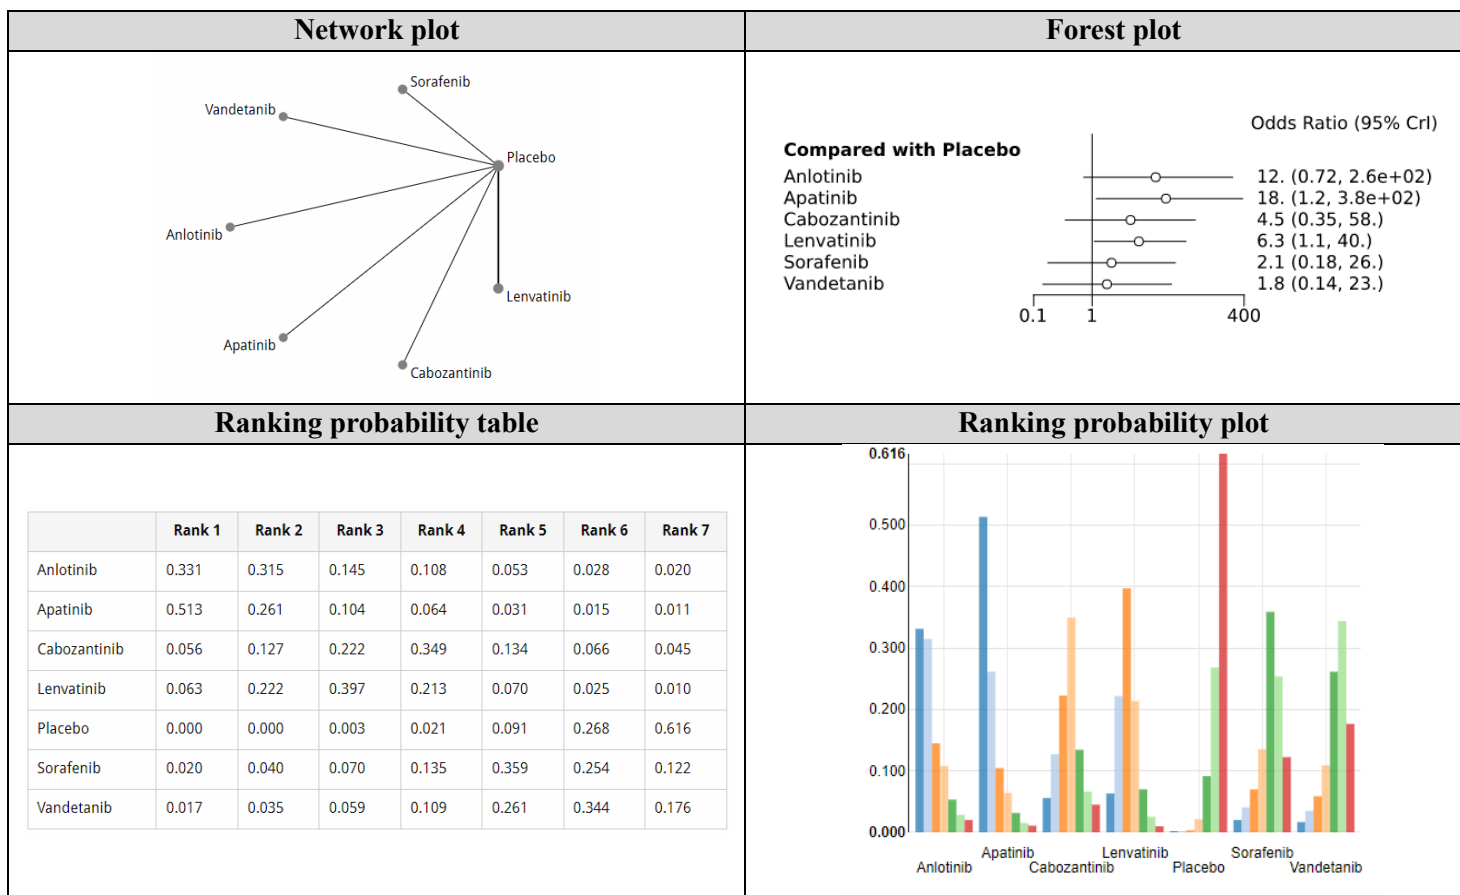 Network plot
Forest plot
Sorafenib
Vandetanib
Placebo
Anlotinib
Lenvatinib
Apatinib
Cabozantinib
Odds Ratio (95% CrI)
Compared with Placebo
Anlotinib 12. (0.72, 2.6e+02)
Apatinib 18. (1.2, 3.8e+02)
Cabozantinib 4.5 (0.35, 58.)
Lenvatinib 6.3 (1.1, 40.)
Sorafenib 2.1 (0.18, 26.)
Vandetanib 1.8 (0.14, 23.)
0.1 1 400
Ranking probability table
Ranking probability plot
Rank 1 Rank 2 Rank 3 Rank 4 Rank 5 Rank 6 Rank 7
Anlotinib 0.331 0.315 0.145 0.108 0.053 0.028 0.020
Apatinib 0.513 0.261 0.104 0.064 0.031 0.015 0.011
Cabozantinib 0.056 0.127 0.222 0.349 0.134 0.066 0.045
Lenvatinib 0.063 0.222 0.397 0.213 0.070 0.025 0.010
Placebo 0.000 0.000 0.003 0.021 0.091 0.268 0.616
Sorafenib 0.020 0.040 0.070 0.135 0.359 0.254 0.122
Vandetanib 0.017 0.035 0.059 0.109 0.261 0.344 0.176
0.616
0.500
0.400
0.300
0.200
0.100
0.000
Apatinib Lenvatinib Sorafenib
Anlotinib Cabozantinib Placebo Vandetanib